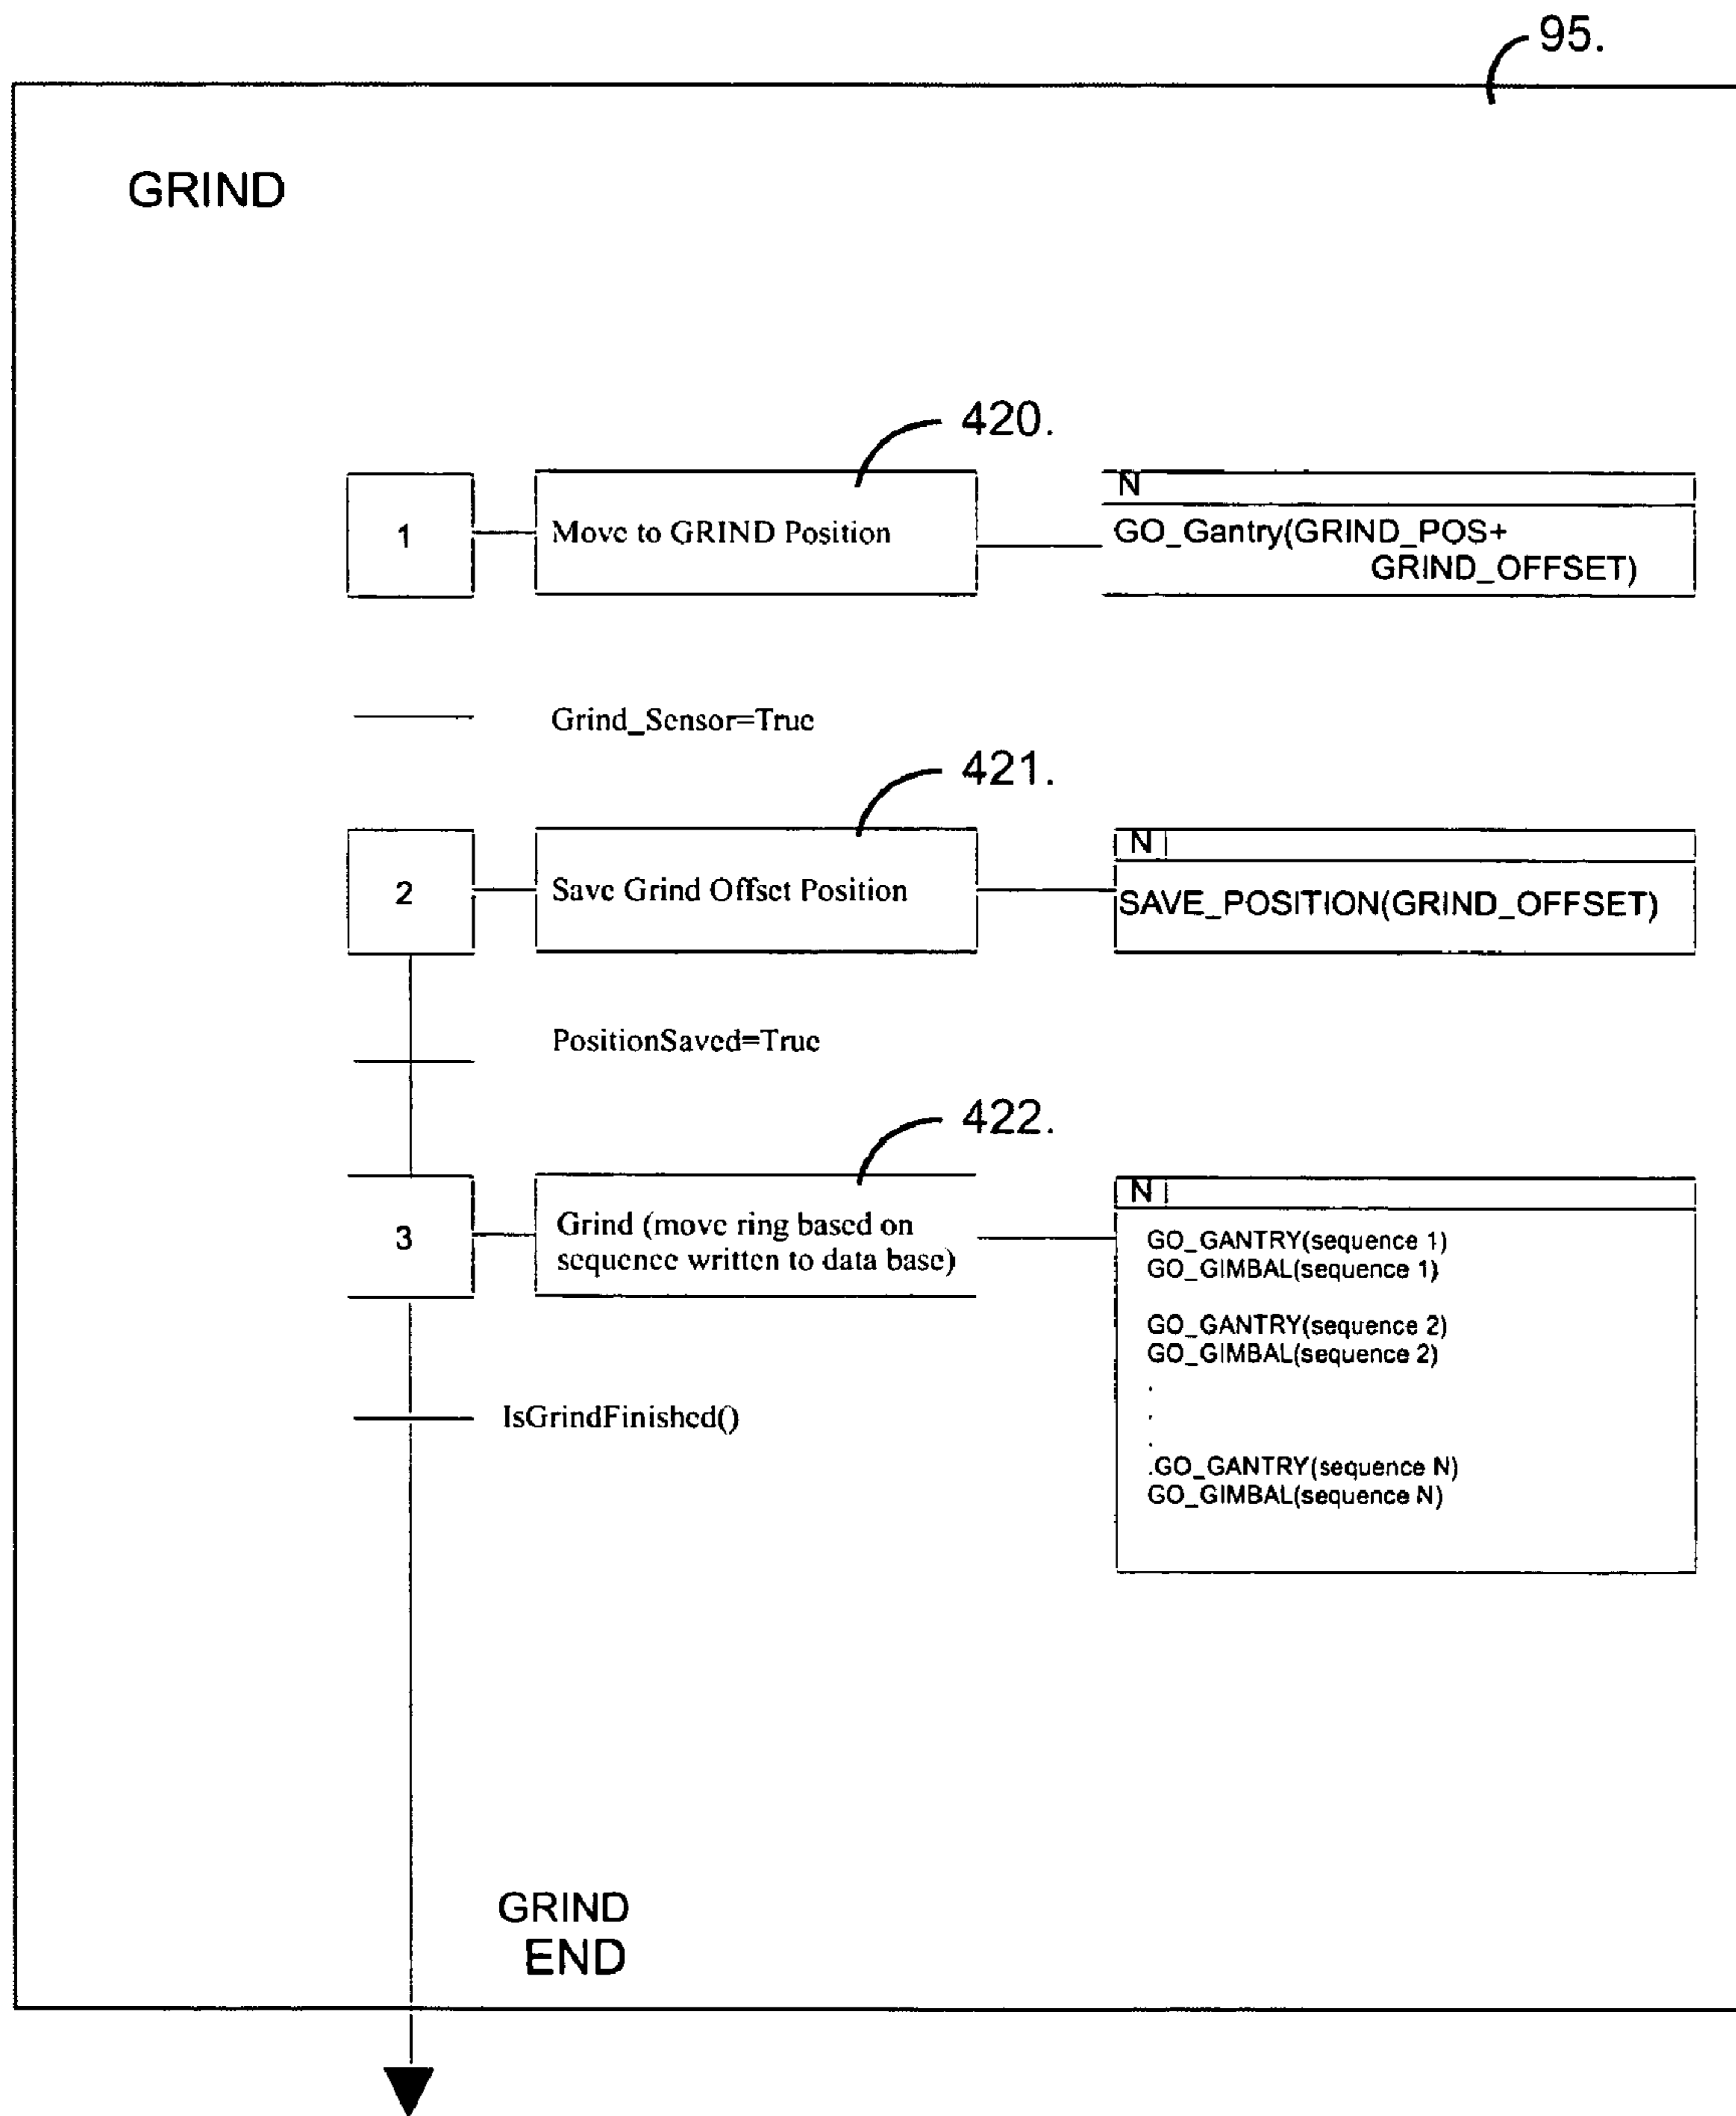 95.
GRIND
420.
1
Move to GRIND Position
N
GO_Gantry(GRIND_POS+
GRIND_OFFSET)
Grind_Sensor=True
421.
2
Save Grind Offset Position
N
SAVE_POSITION(GRIND_OFFSET)
PositionSaved=True
422.
3
Grind (move ring based on
sequence written to data base)
N
GO_GANTRY(sequence 1)
GO_GIMBAL(sequence 1)
GO_GANTRY(sequence 2)
GO_GIMBAL(sequence 2)
.
.
.
.GO_GANTRY(sequence N)
GO_GIMBAL(sequence N)
IsGrindFinished()
GRIND
END